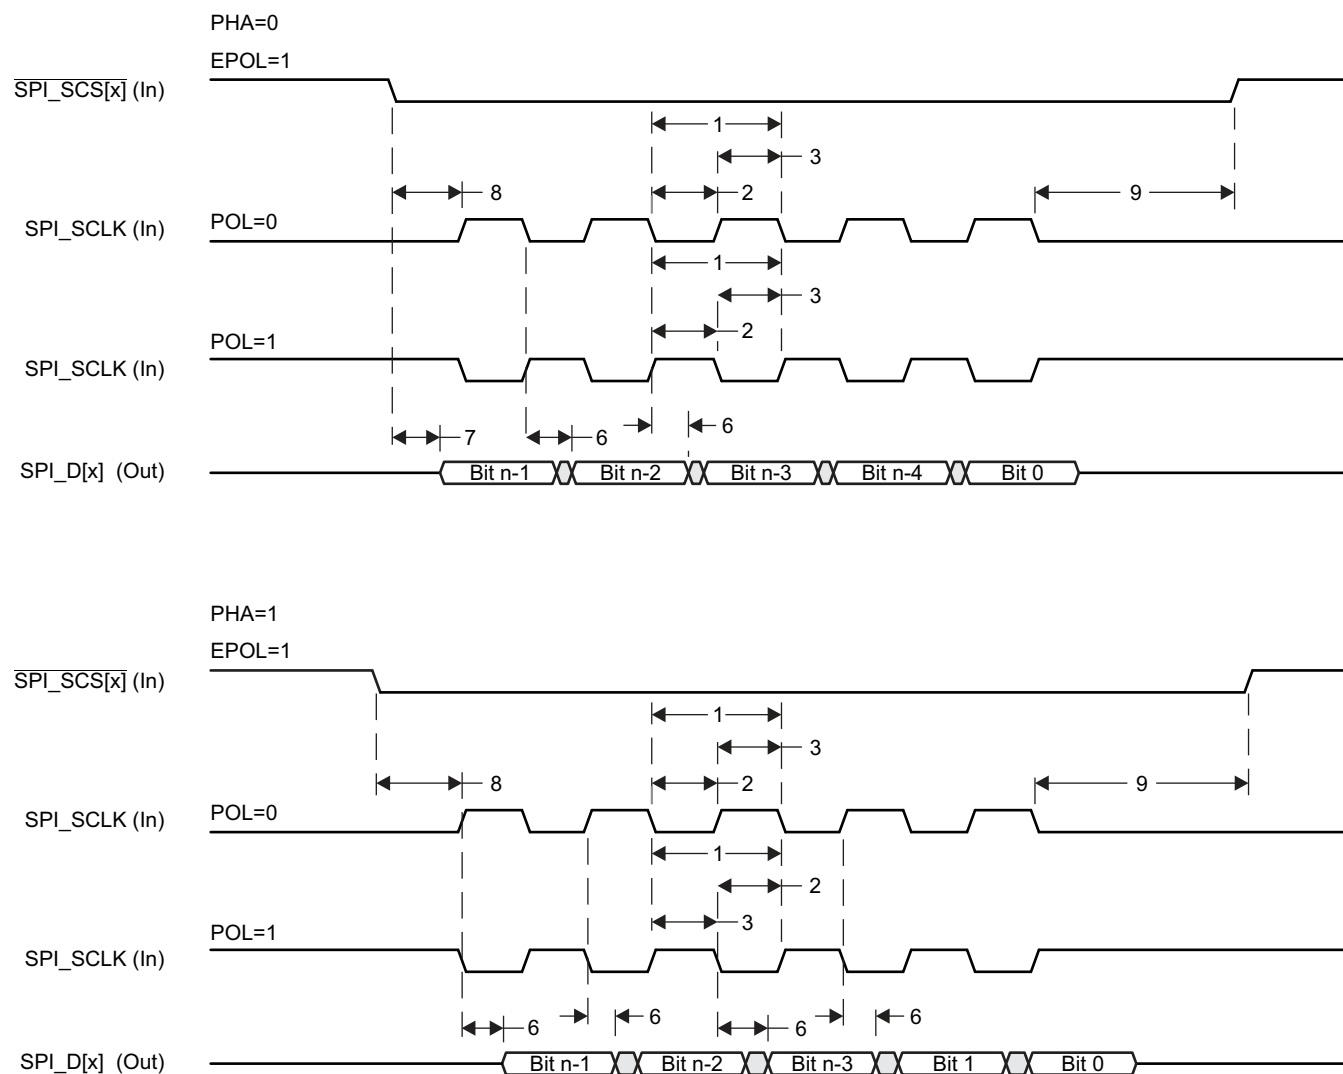 PHA=0
EPOL=1
SPI_SCS[x] (In)
1
3
8
2
9
SPI_SCLK (In)
POL=0
1
3
2
POL=1
SPI_SCLK (In)
7
6
6
SPI_D[x] (Out)
Bit n-1
Bit n-2
Bit n-3
Bit n-4
Bit 0
PHA=1
EPOL=1
SPI_SCS[x] (In)
1
3
8
2
9
SPI_SCLK (In)
POL=0
1
2
3
POL=1
SPI_SCLK (In)
6
6
6
6
SPI_D[x] (Out)
Bit n-1
Bit n-2
Bit n-3
Bit 1
Bit 0